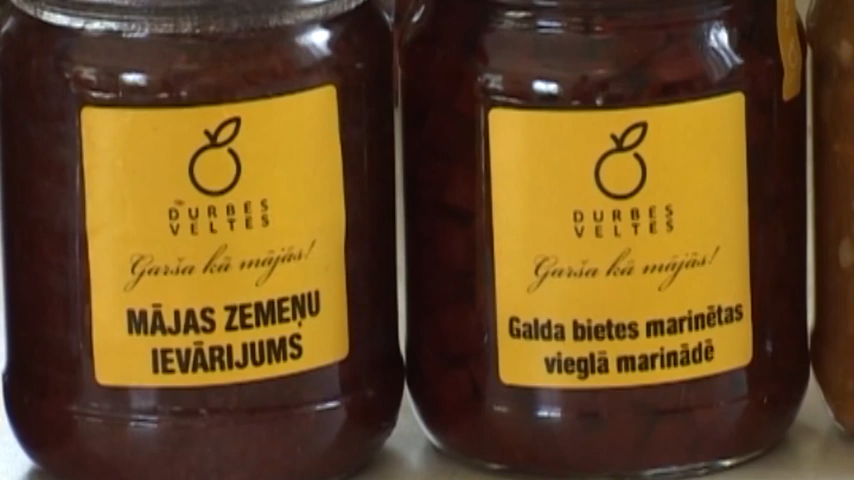 DURBES
VELTES
Garša kā mājās!
MĀJAS ZEMEŅU
IEVĀRIJUMS
DURBES
VELTES
Garša kā mājās!
Galda bietes marinētas
vieglā marinādē